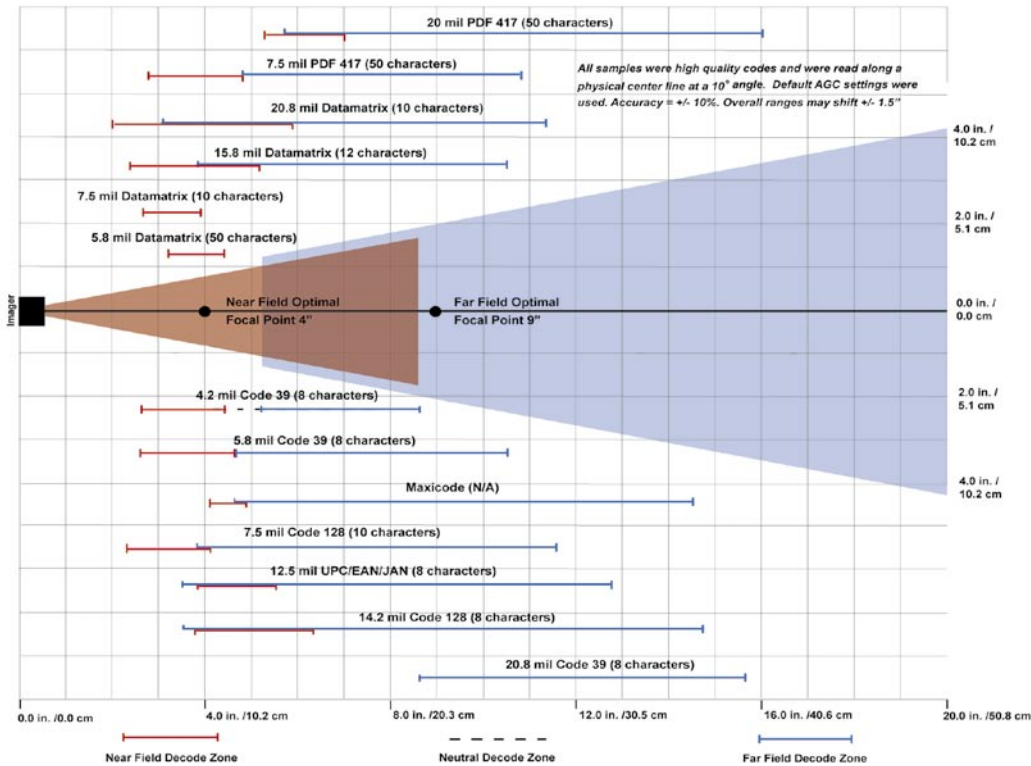 20 mil PDF 417 (50 characters)
7.5 mil PDF 417 (50 characters)
All samples were high quality codes and were read along a
physical center line at a 10° angle. Default AGC settings were
used. Accuracy = +/- 10%. Overall ranges may shift +/- 1.5"
20.8 mil Datamatrix (10 characters)
4.0 in. /
10.2 cm
15.8 mil Datamatrix (12 characters)
7.5 mil Datamatrix (10 characters)
2.0 in. /
5.1 cm
5.8 mil Datamatrix (50 characters)
Imager
Near Field Optimal
Focal Point 4"
Far Field Optimal
Focal Point 9"
0.0 in. /
0.0 cm
4.2 mil Code 39 (8 characters)
2.0 in. /
5.1 cm
5.8 mil Code 39 (8 characters)
Maxicode (N/A)
4.0 in. /
10.2 cm
7.5 mil Code 128 (10 characters)
12.5 mil UPC/EAN/JAN (8 characters)
14.2 mil Code 128 (8 characters)
20.8 mil Code 39 (8 characters)
0.0 in. /0.0 cm
4.0 in. /10.2 cm
8.0 in. /20.3 cm
12.0 in. /30.5 cm
16.0 in. /40.6 cm
20.0 in. /50.8 cm
Near Field Decode Zone
Neutral Decode Zone
Far Field Decode Zone